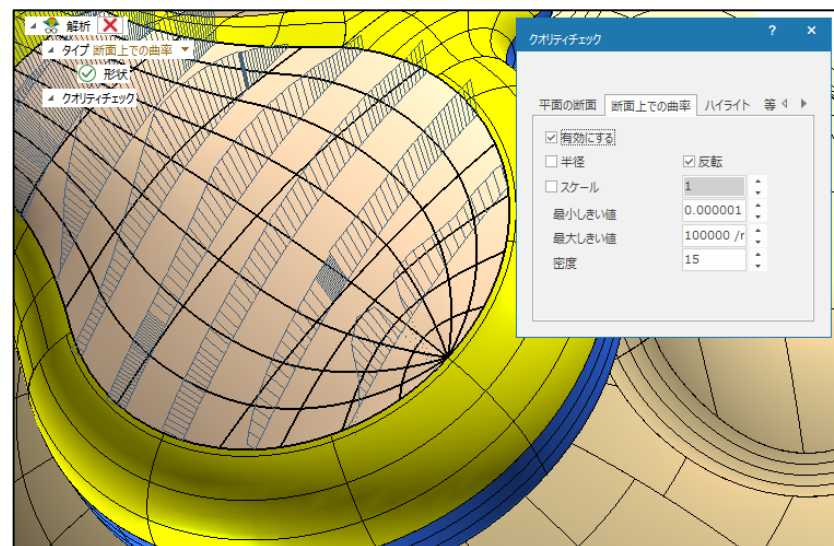 解析
タイプ 断面上での曲率
形状
クオリティチェック
クオリティチェック ? ×
平面の断面 断面上での曲率 ハイライト 等
有効にする
半径 反転
スケール 1
最小しきい値 0.000001
最大しきい値 100000 /r
密度 15